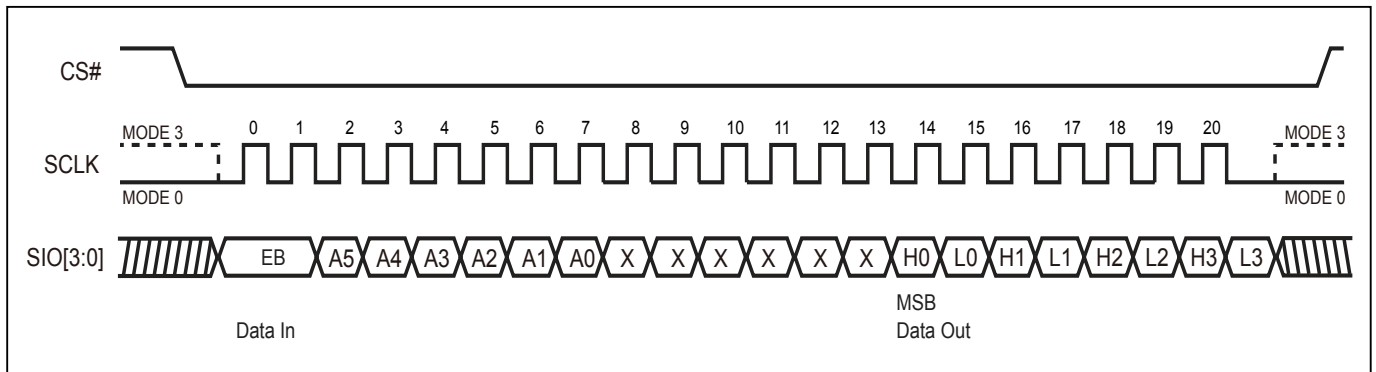 CS#
MODE 3 0 1 2 3 4 5 6 7 8 9 10 11 12 13 14 15 16 17 18 19 20 MODE 3
SCLK
MODE 0 MODE 0
SIO[3:0] EB A5 A4 A3 A2 A1 A0 X X X X X X H0 L0 H1 L1 H2 L2 H3 L3
MSB
Data In Data Out